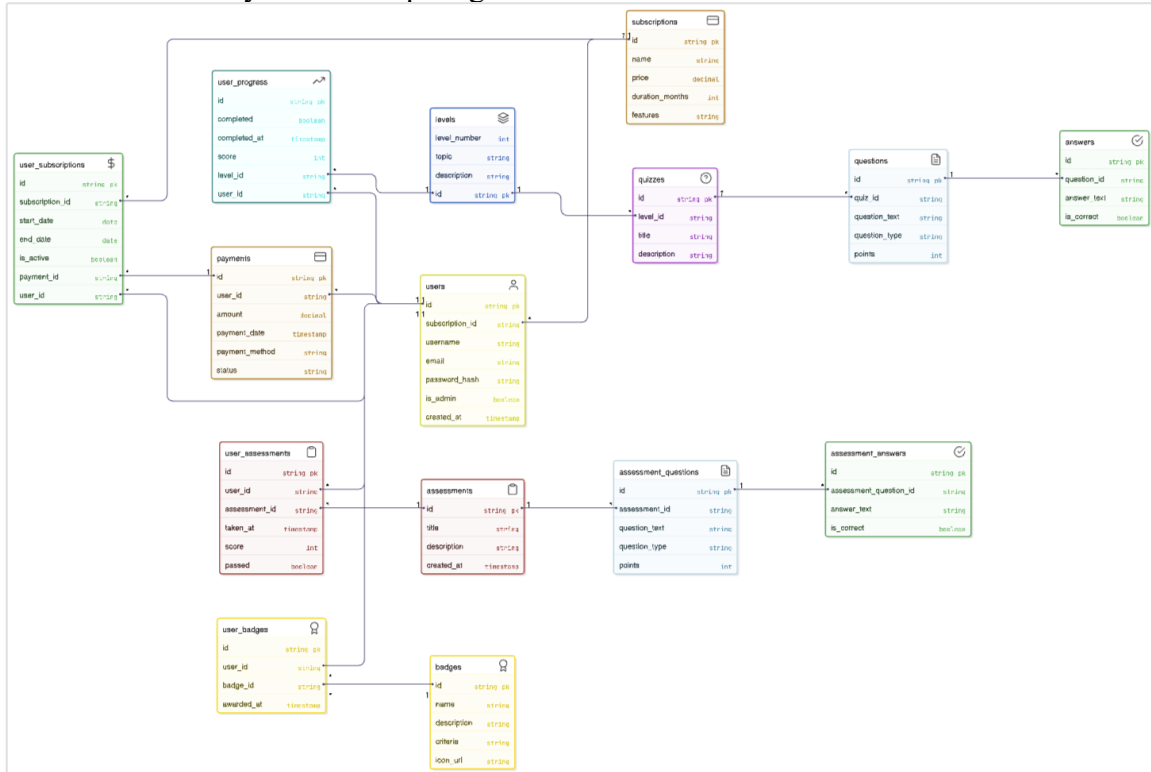 subscriptions
id string pk
name string
price decimal
duration_months int
features string
user_progress
id string pk
completed boolean
completed_at timestamp
score int
level_id string
user_id string
levels
level_number int
topic string
description string
id string pk
answers
id string pk
question_id string
answer_text string
is_correct boolean
questions
id string pk
quiz_id string
question_text string
question_type string
points int
user_subscriptions
id string pk
subscription_id string
start_date date
end_date date
is_active boolean
payment_id string
user_id string
quizzes
id string pk
level_id string
title string
description string
payments
id string pk
user_id string
amount decimal
payment_date timestamp
payment_method string
status string
users
id string pk
subscription_id string
username string
email string
password_hash string
is_admin boolean
created_at timestamp
user_assessments
id string pk
user_id string
assessment_id string
taken_at timestamp
score int
passed boolean
assessments
id string pk
title string
description string
created_at timestamp
assessment_questions
id string pk
assessment_id string
question_text string
question_type string
points int
assessment_answers
id string pk
assessment_question_id string
answer_text string
is_correct boolean
user_badges
id string pk
user_id string
badge_id string
awarded_at timestamp
badges
id string pk
name string
description string
criteria string
icon_url string